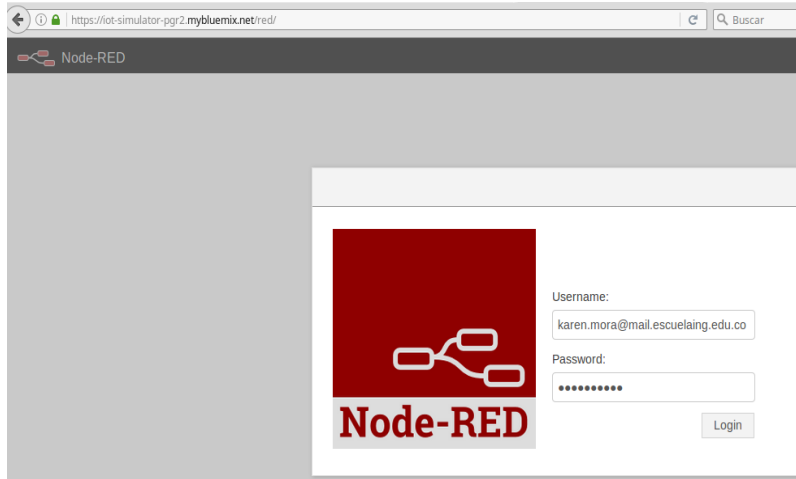 https://iot-simulator-pgr2.mybluemix.net/red/
Buscar
Node-RED
Username:
karen.mora@mail.escuelaing.edu.co
Password:
••••••••••
Node-RED
Login